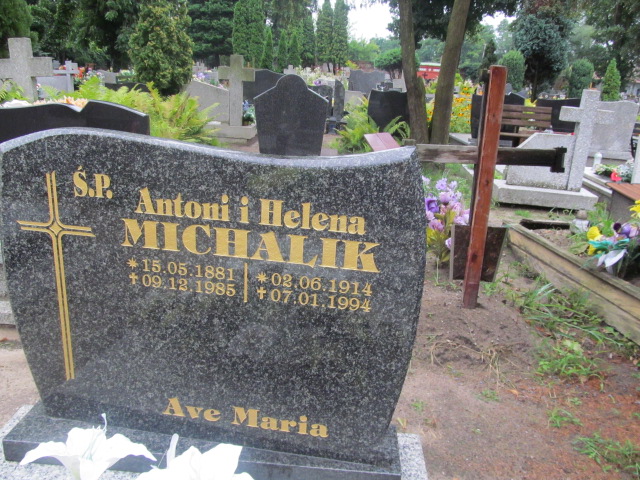 Ś.P.
Antoni i Helena
MICHALIK
*15.05.1881 *02.06.1914
✝09.12.1985 ✝07.01.1994
Ave Maria